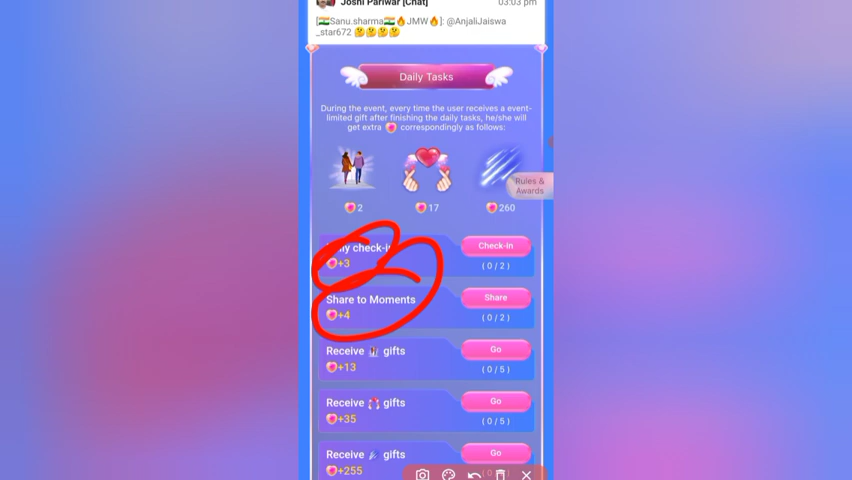 Joshi Pariwar [Chat]
03:03 pm
[🇮🇳Sanu.sharma🇮🇳🔥JMW🔥]: @AnjaliJaiswa
_star672 🤔🤔🤔🤔
Daily Tasks
During the event, every time the user receives a event-
limited gift after finishing the daily tasks, he/she will
get extra correspondingly as follows:
Rules &
Awards
2
17
260
check-in
+3
Check-in
( 0 / 2 )
Share to Moments
+4
Share
( 0 / 2 )
Receive gifts
+13
Go
( 0 / 5 )
Receive gifts
+35
Go
( 0 / 5 )
Receive gifts
+255
Go